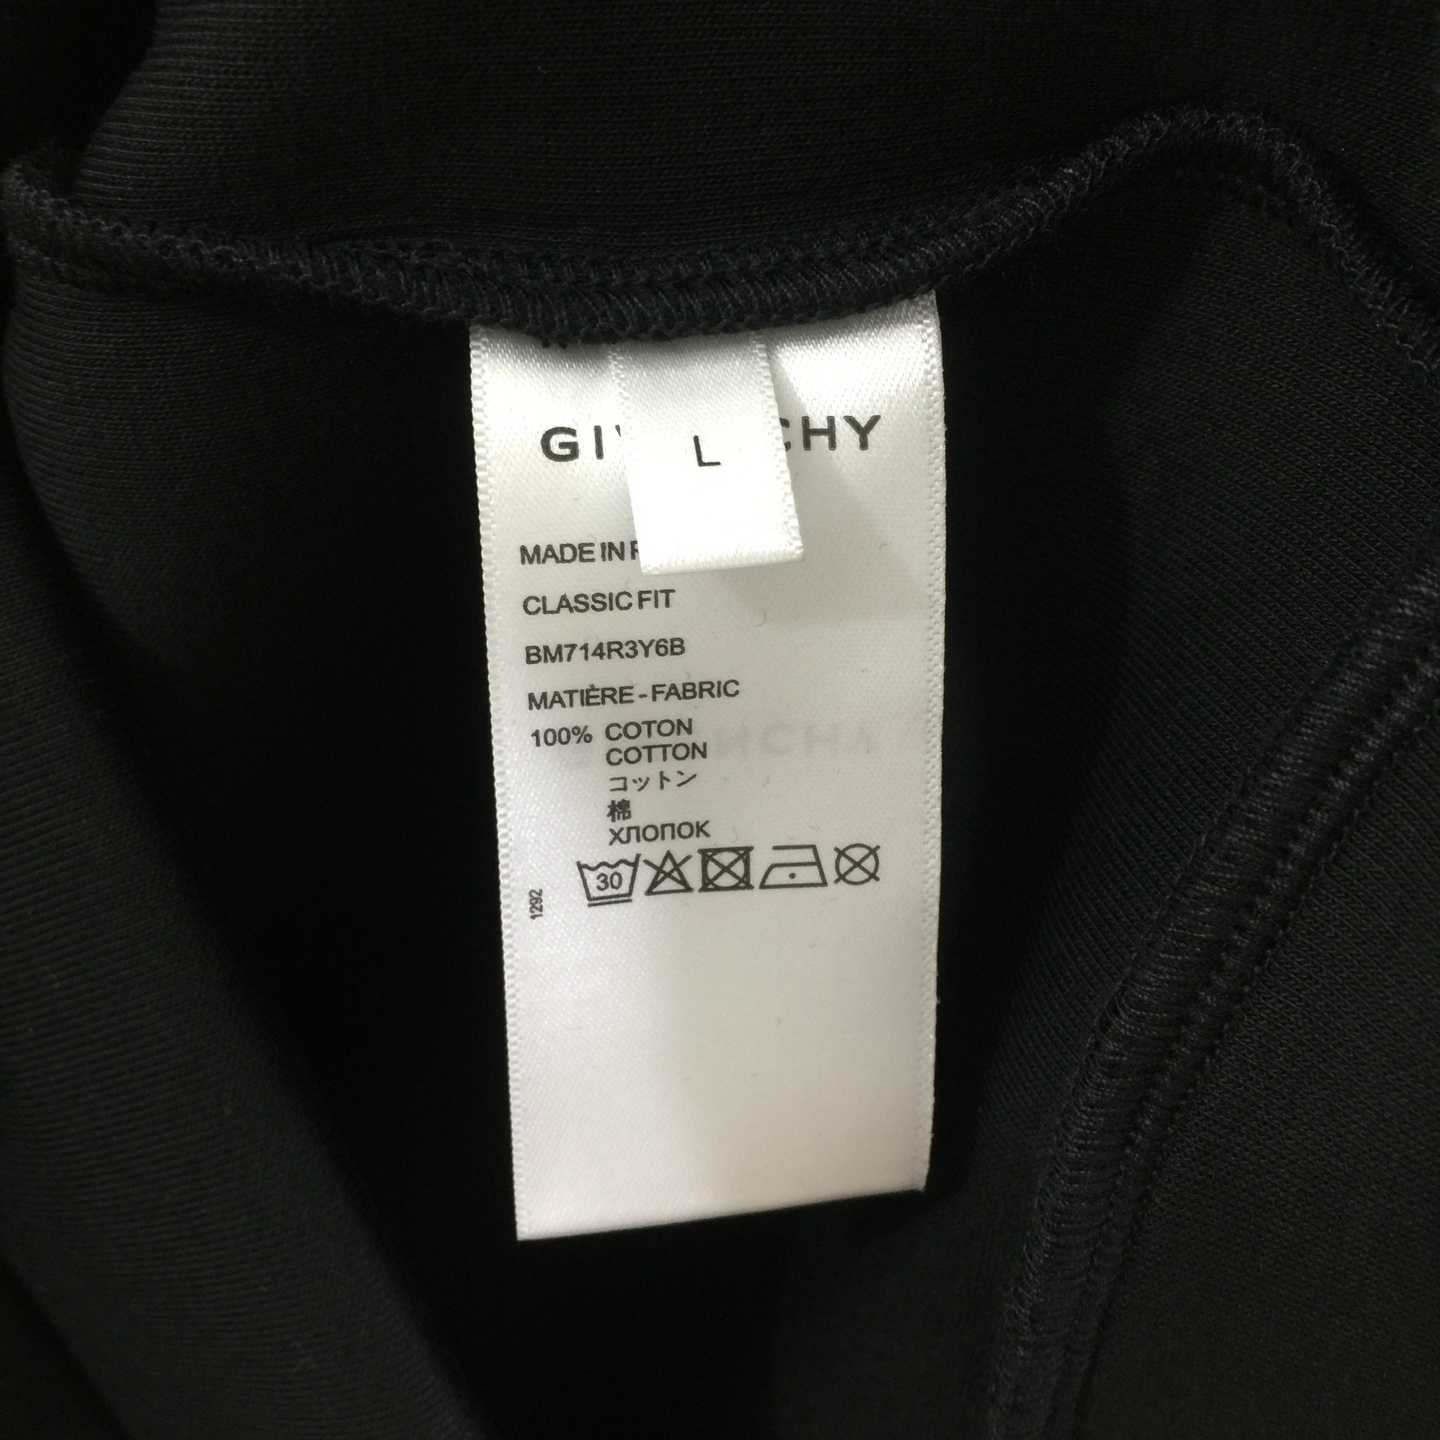 GIV CHY
L
MADE IN
CLASSIC FIT
BM714R3Y6B
MATIÈRE - FABRIC
100% COTON
COTTON
コットン
棉
ХЛОПОК
30
1292